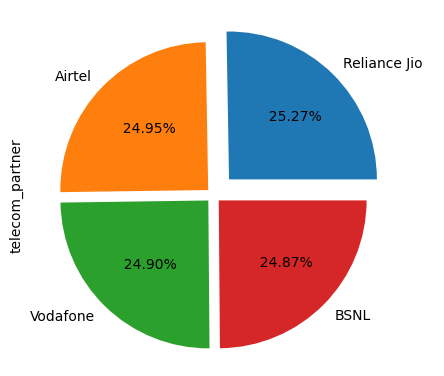 Reliance Jio
Airtel
25.27%
24.95%
telecom_partner
24.90%
24.87%
Vodafone
BSNL